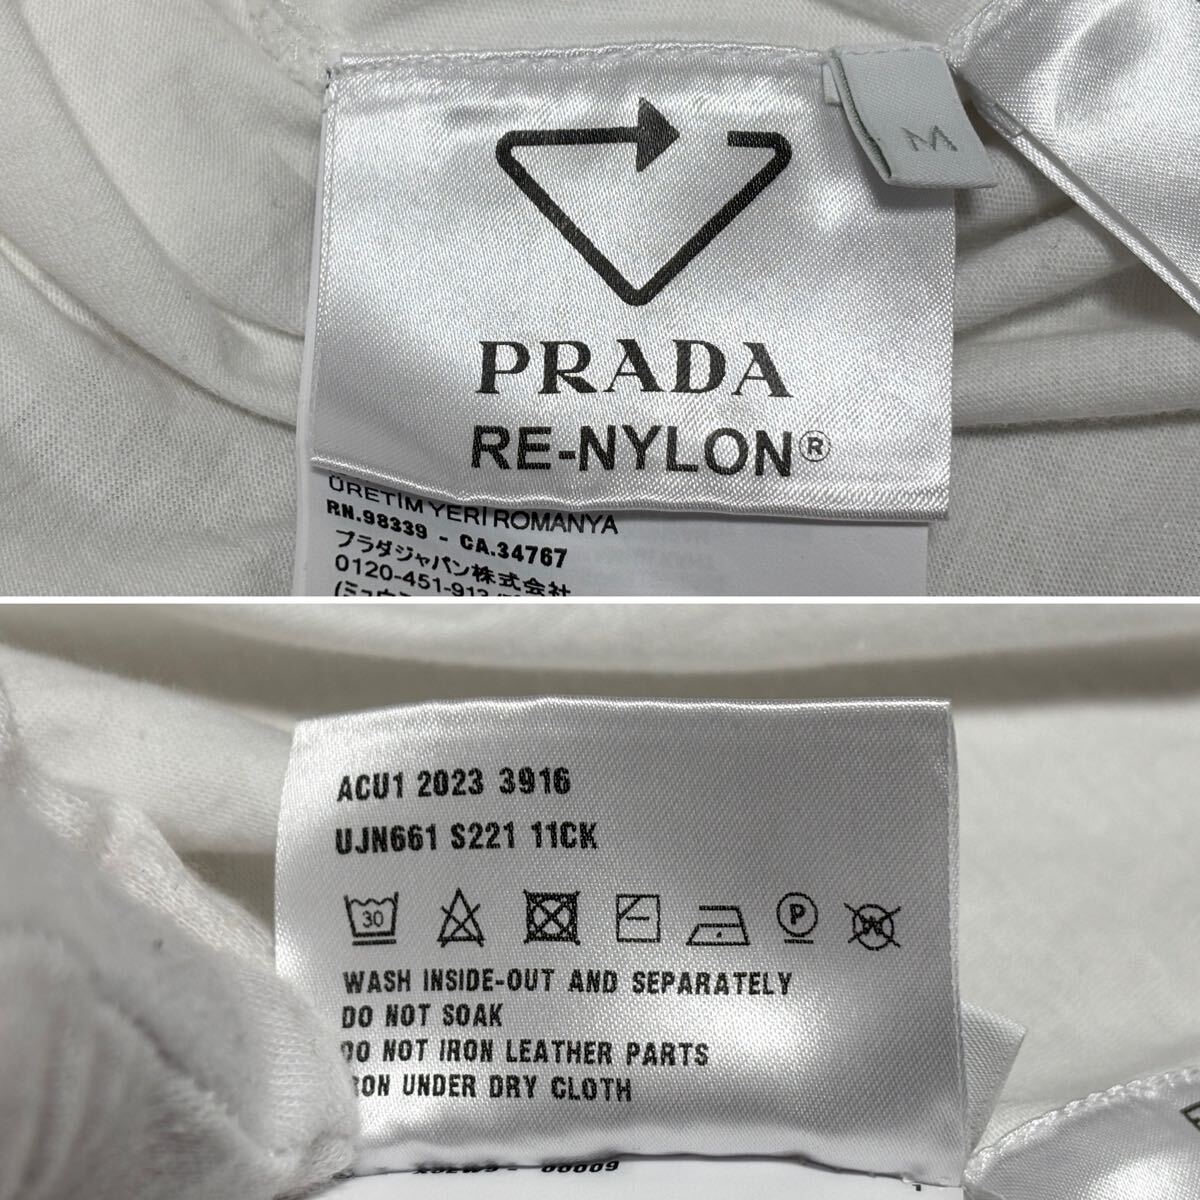 M
PRADA
RE-NYLON®
ÜRETİM YERİ ROMANYA
RN.98339 - CA.34767
プラダジャパン株式会社
0120-451-913
ACU1 2023 3916
UJN661 S221 11CK
30
P
W
WASH INSIDE-OUT AND SEPARATELY
DO NOT SOAK
DO NOT IRON LEATHER PARTS
IRON UNDER DRY CLOTH
00009